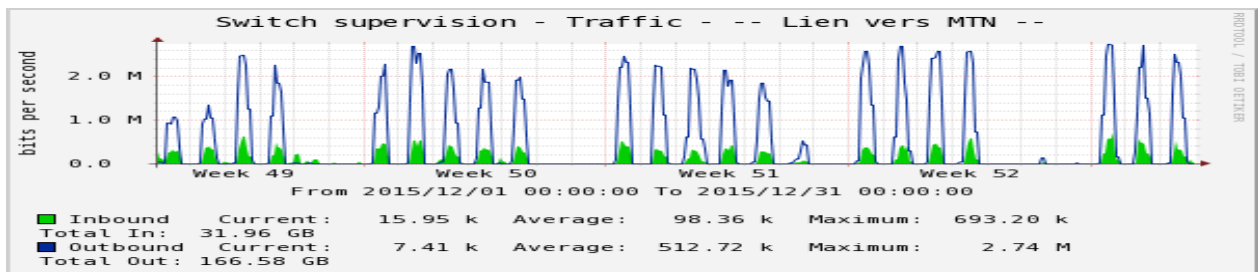 Switch supervision - Traffic - -- Lien vers MTN --
RRDTOOL / TOBI OETIKER
bits per second
2.0 M
1.0 M
0.0
Week 49 Week 50 Week 51 Week 52
From 2015/12/01 00:00:00 To 2015/12/31 00:00:00
Inbound Current: 15.95 k Average: 98.36 k Maximum: 693.20 k
Total In: 31.96 GB
Outbound Current: 7.41 k Average: 512.72 k Maximum: 2.74 M
Total Out: 166.58 GB